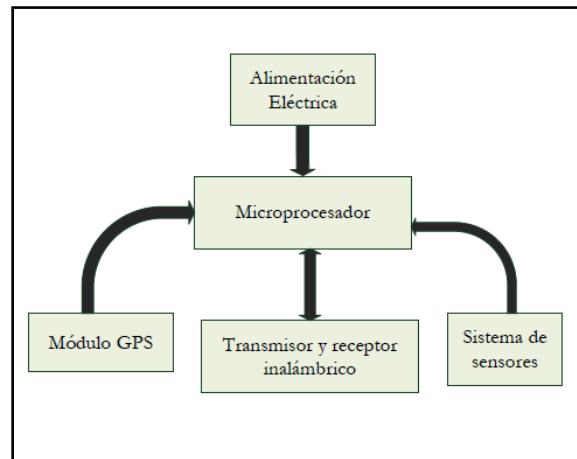 Alimentación
Eléctrica
Microprocesador
Módulo GPS
Transmisor y receptor
inalámbrico
Sistema de
sensores